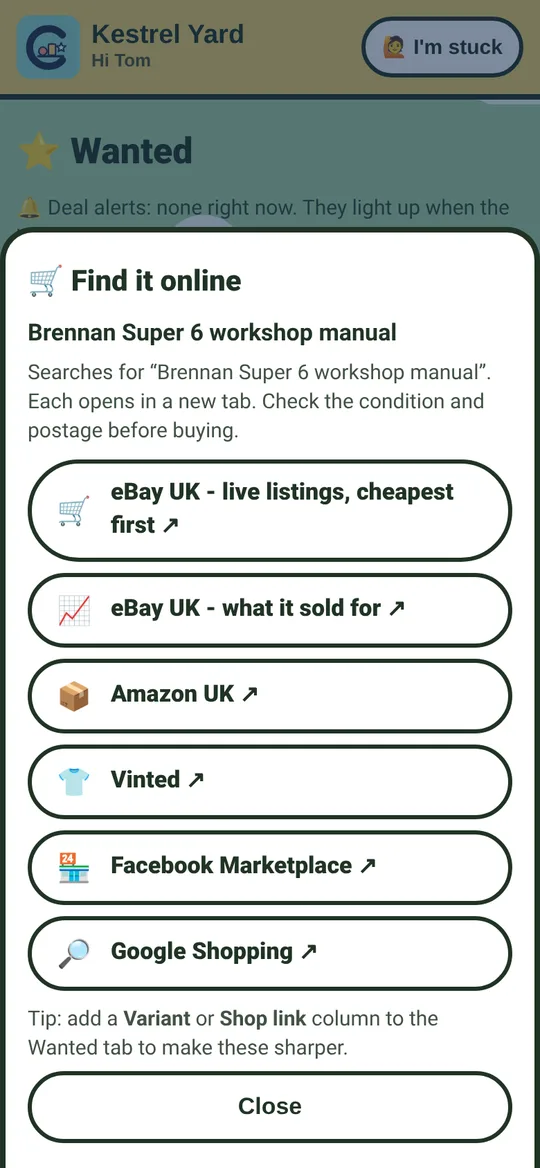 Kestrel Yard
Hi Tom
🙋 I'm stuck
⭐ Wanted
🔔 Deal alerts: none right now. They light up when the
🛒 Find it online
Brennan Super 6 workshop manual
Searches for “Brennan Super 6 workshop manual”.
Each opens in a new tab. Check the condition and
postage before buying.
🛒 eBay UK - live listings, cheapest
first ↗
📈 eBay UK - what it sold for ↗
📦 Amazon UK ↗
👕 Vinted ↗
🏪 Facebook Marketplace ↗
🔎 Google Shopping ↗
Tip: add a Variant or Shop link column to the
Wanted tab to make these sharper.
Close